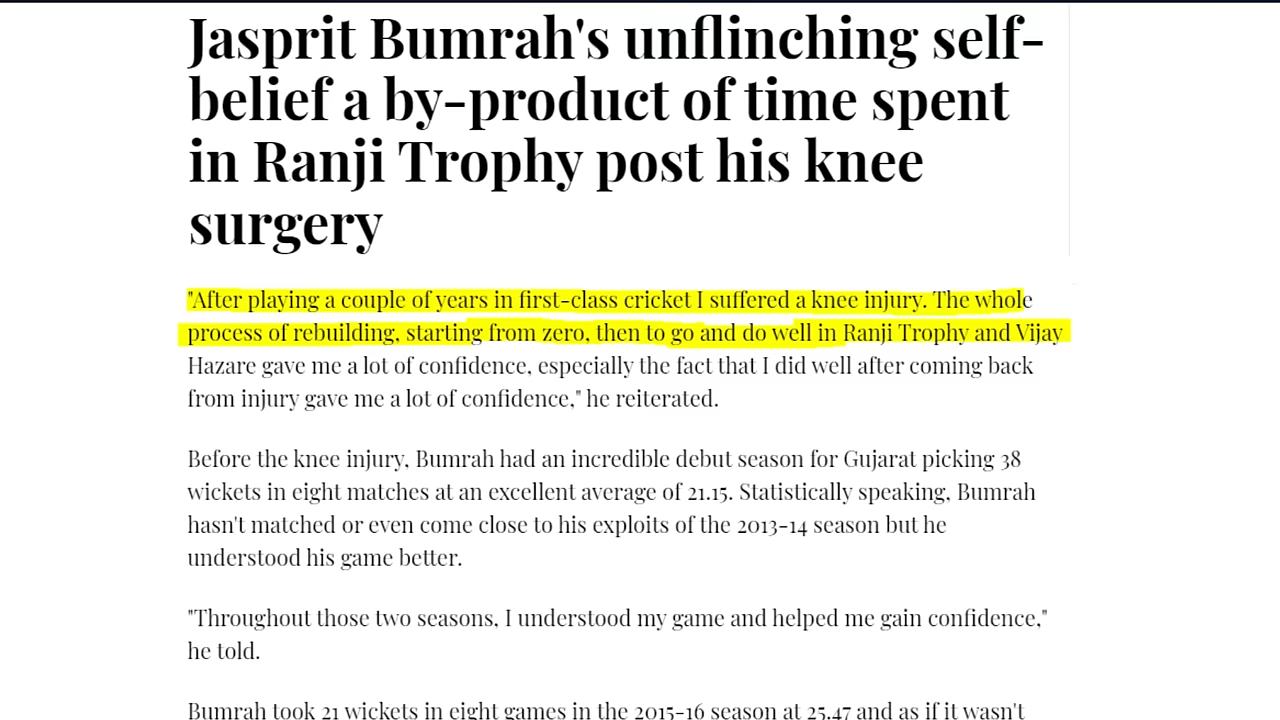 Jasprit Bumrah's unflinching self-
belief a by-product of time spent
in Ranji Trophy post his knee
surgery
"After playing a couple of years in first-class cricket I suffered a knee injury. The whole
process of rebuilding, starting from zero, then to go and do well in Ranji Trophy and Vijay
Hazare gave me a lot of confidence, especially the fact that I did well after coming back
from injury gave me a lot of confidence," he reiterated.
Before the knee injury, Bumrah had an incredible debut season for Gujarat picking 38
wickets in eight matches at an excellent average of 21.15. Statistically speaking, Bumrah
hasn't matched or even come close to his exploits of the 2013-14 season but he
understood his game better.
"Throughout those two seasons, I understood my game and helped me gain confidence,"
he told.
Bumrah took 21 wickets in eight games in the 2015-16 season at 25.47 and as if it wasn't